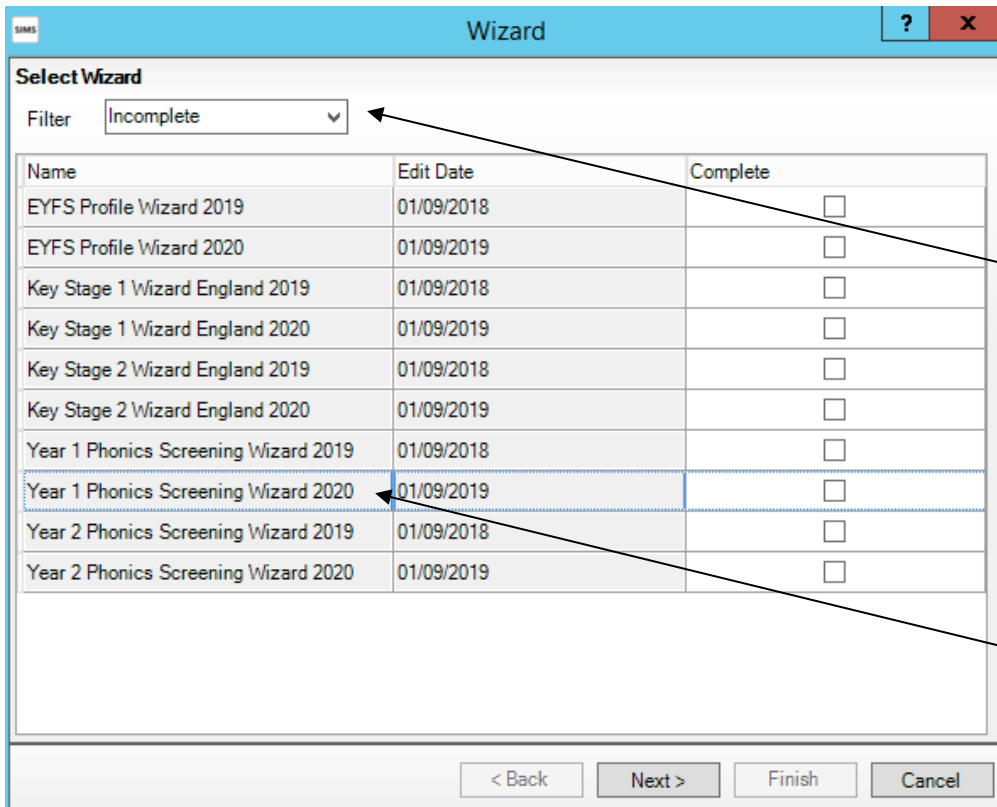 SIMS
Wizard
? x
Select Wizard
Filter Incomplete
Name Edit Date Complete
EYFS Profile Wizard 2019 01/09/2018
EYFS Profile Wizard 2020 01/09/2019
Key Stage 1 Wizard England 2019 01/09/2018
Key Stage 1 Wizard England 2020 01/09/2019
Key Stage 2 Wizard England 2019 01/09/2018
Key Stage 2 Wizard England 2020 01/09/2019
Year 1 Phonics Screening Wizard 2019 01/09/2018
Year 1 Phonics Screening Wizard 2020 01/09/2019
Year 2 Phonics Screening Wizard 2019 01/09/2018
Year 2 Phonics Screening Wizard 2020 01/09/2019
< Back Next > Finish Cancel